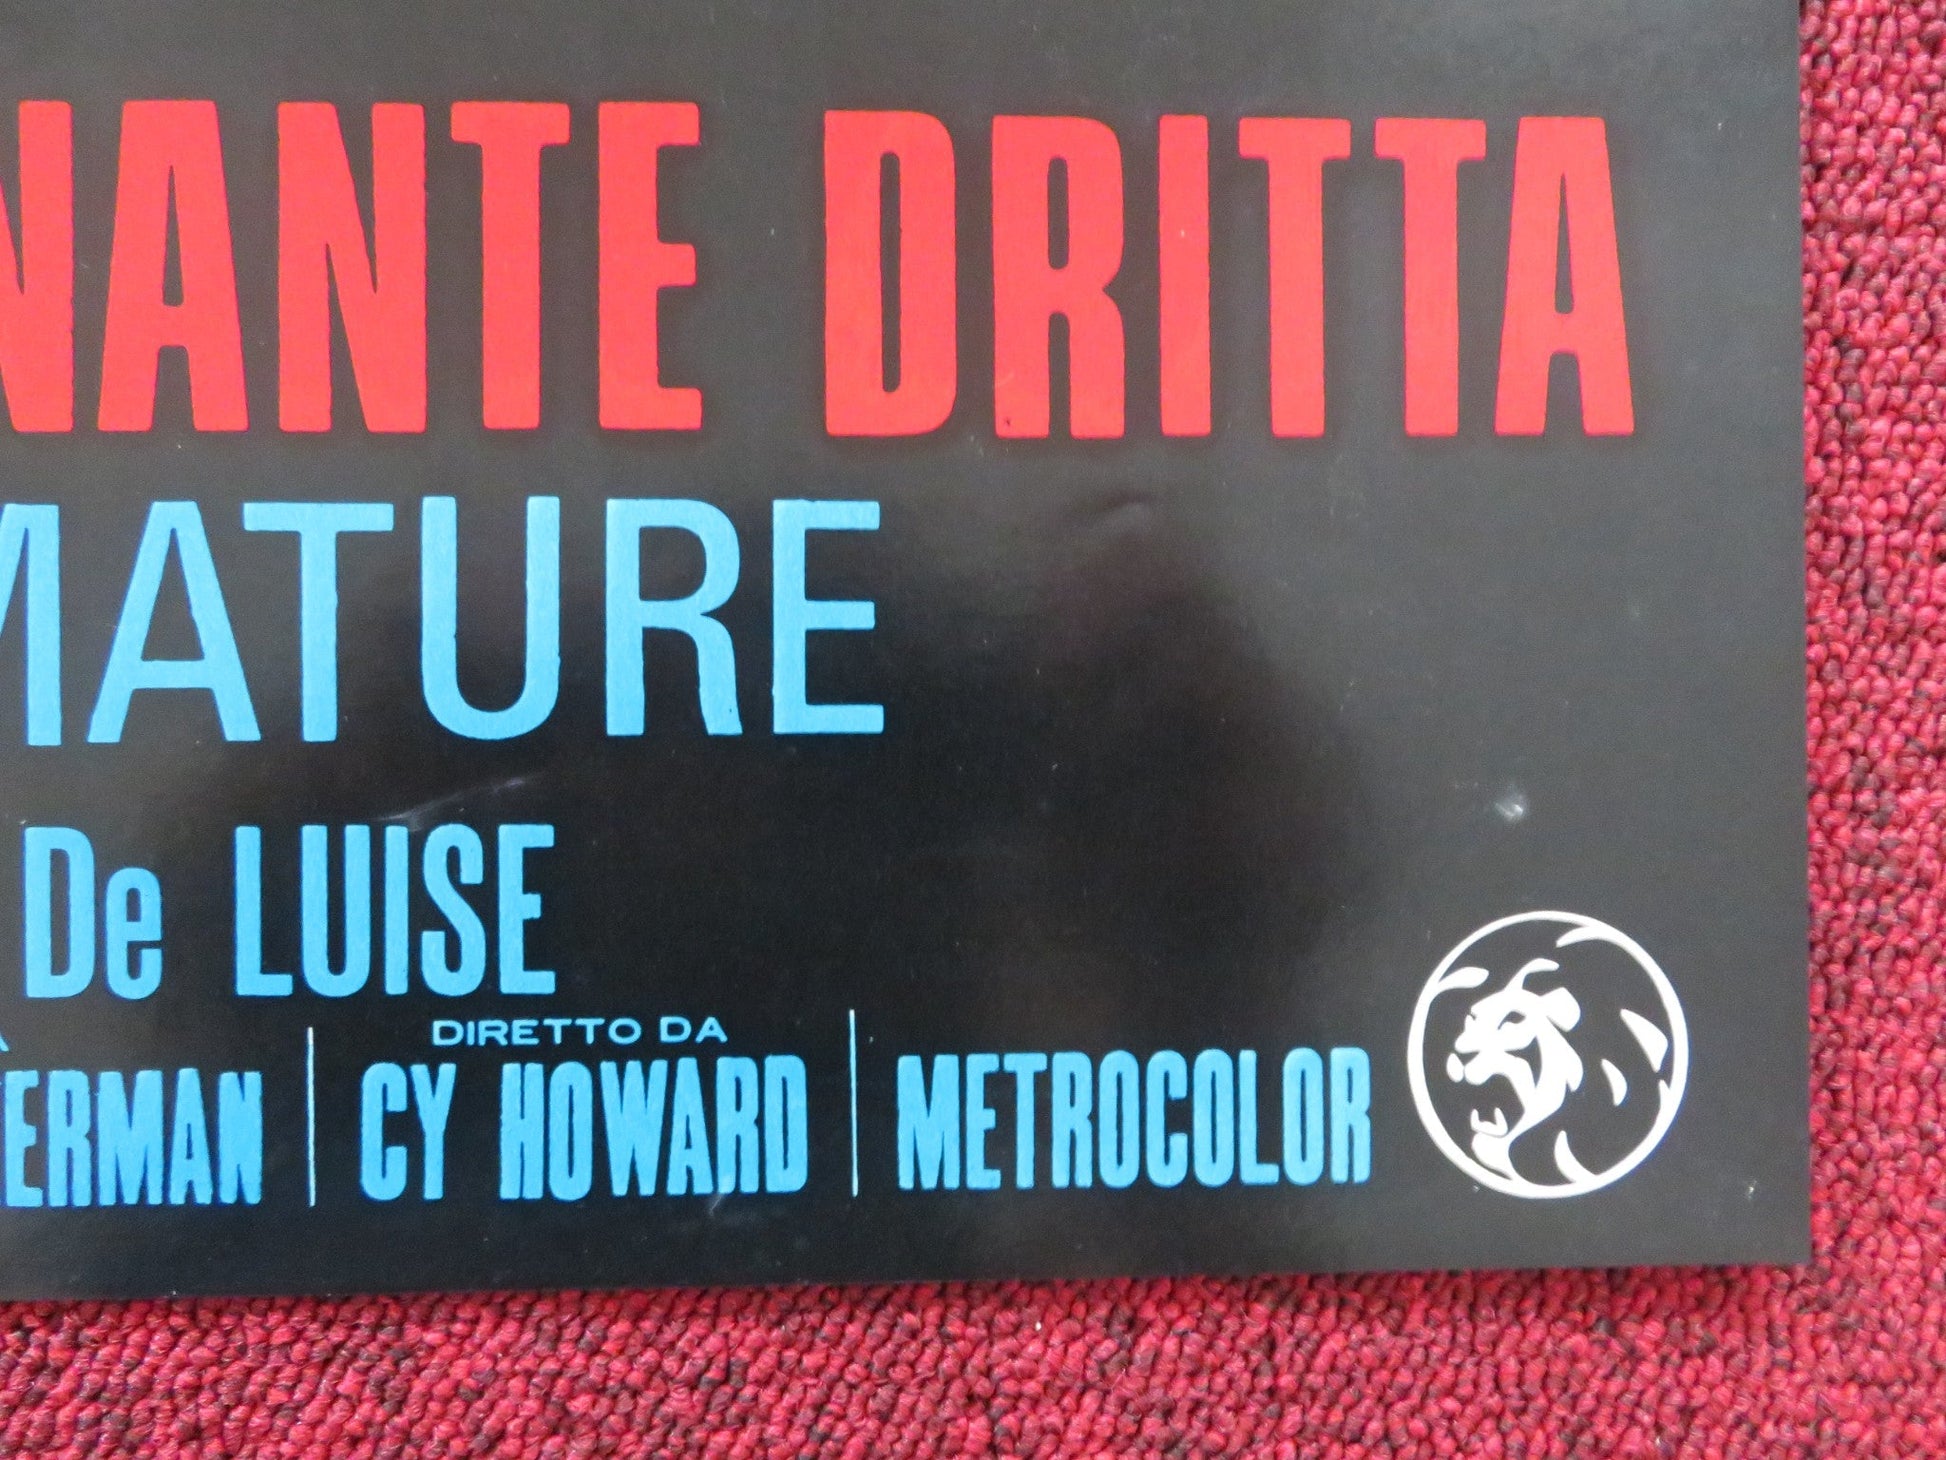 NANTE DRITTA
MATURE
De LUISE
ERMAN
DIRETTO DA
CY HOWARD
METROCOLOR